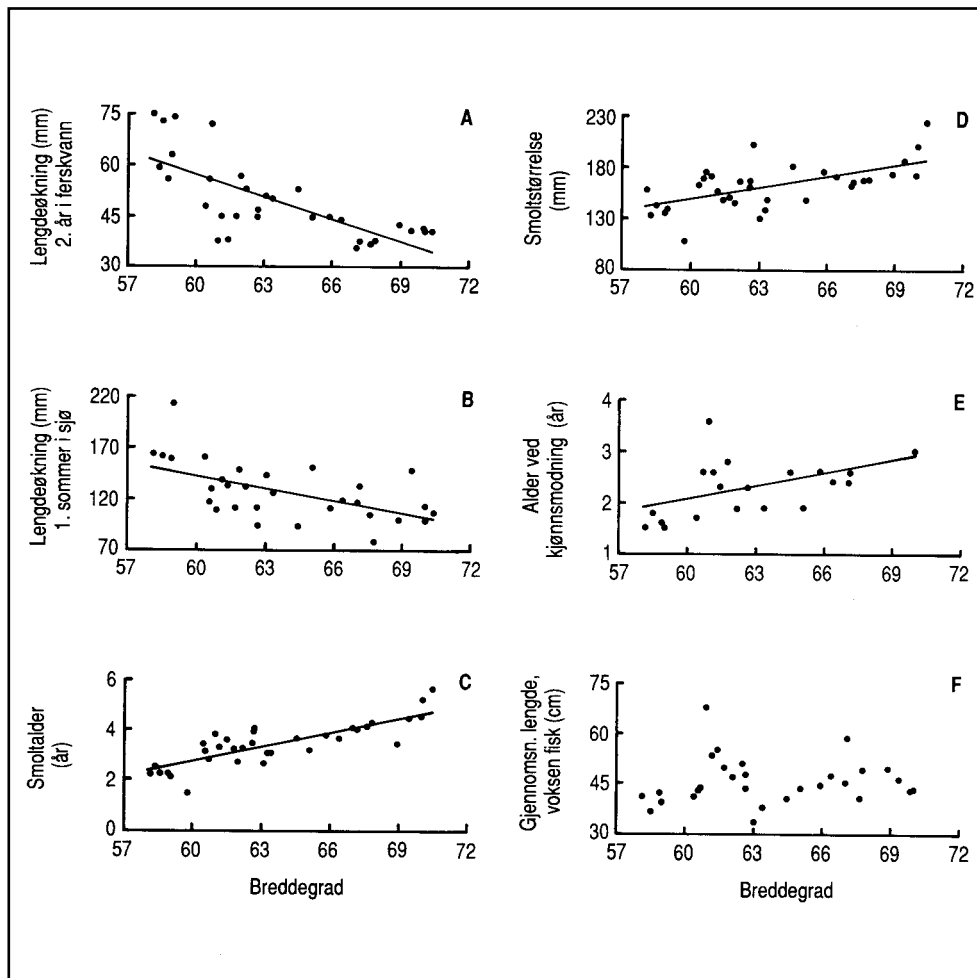 A
Lengdeøkning (mm)
2. år i ferskvann
75
60
45
30
57 60 63 66 69 72
D
Smoltstørrelse
(mm)
230
180
130
80
57 60 63 66 69 72
B
Lengdeøkning (mm)
1. sommer i sjø
220
170
120
70
57 60 63 66 69 72
E
Alder ved
kjønnsmodning (år)
4
3
2
1
57 60 63 66 69 72
C
Smoltalder
(år)
6
4
2
0
57 60 63 66 69 72
Breddegrad
F
Gjennomsn. lengde,
voksen fisk (cm)
75
60
45
30
57 60 63 66 69 72
Breddegrad